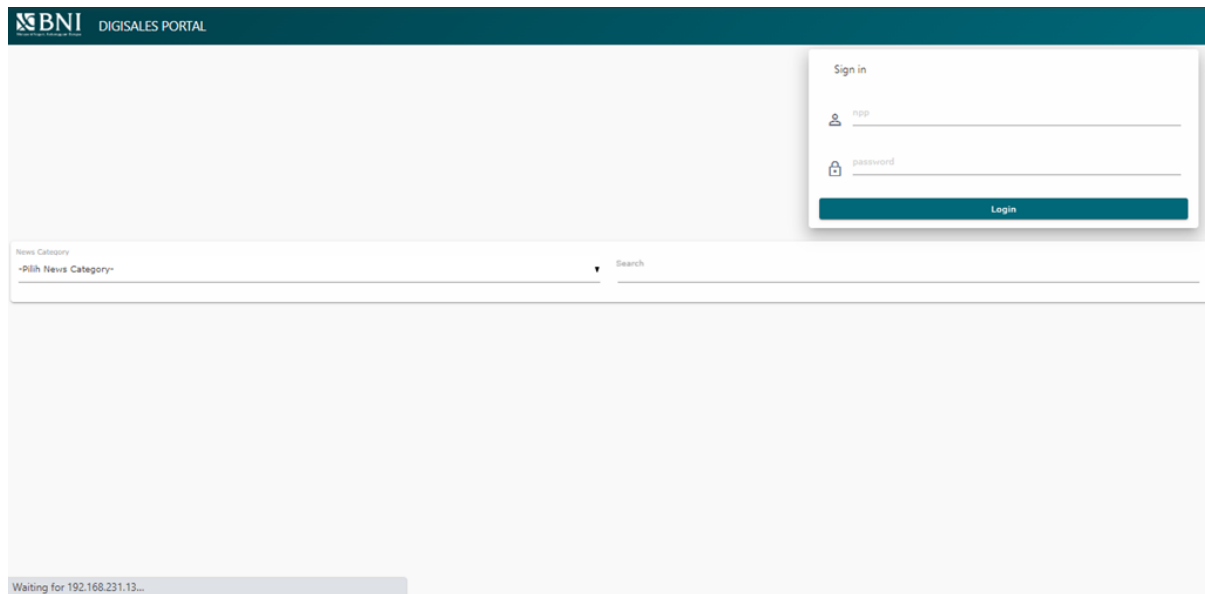 BNI DIGISALES PORTAL
Sign in
npp
password
Login
News Category
-Pilih News Category-
Search
Waiting for 192.168.231.13...